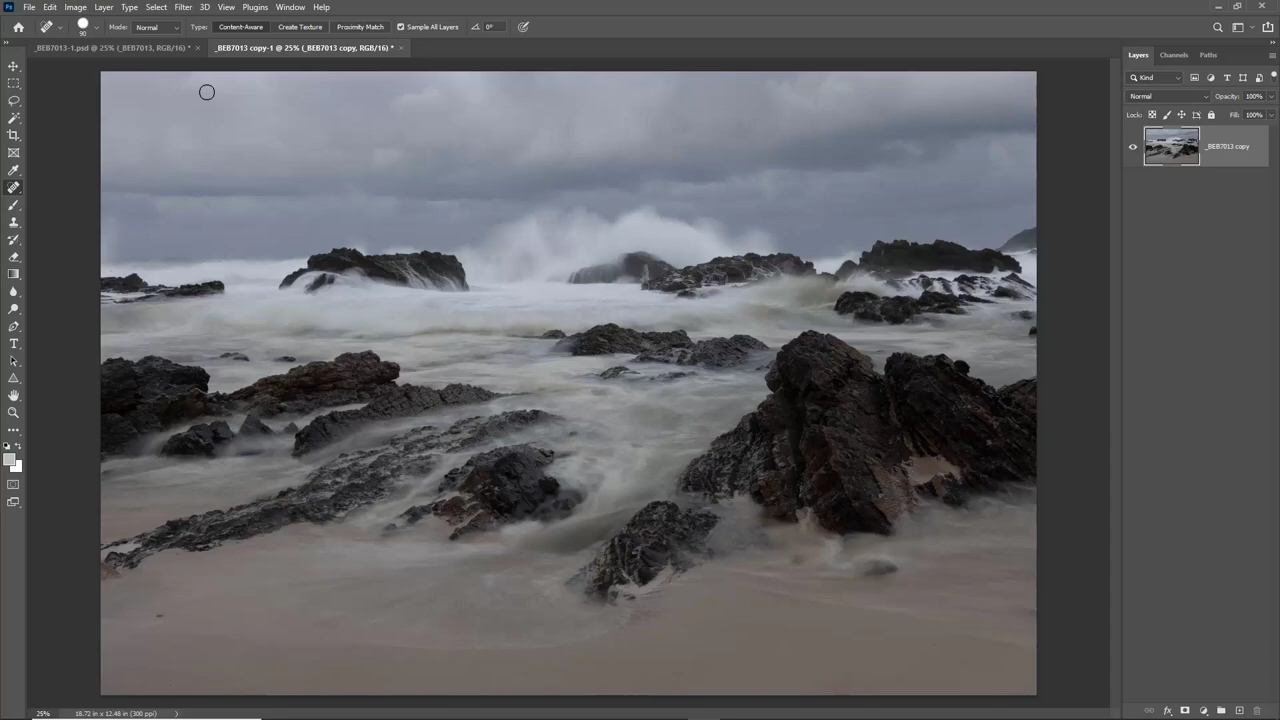 Ps File Edit Image Layer Type Select Filter 3D View Plugins Window Help
90 Mode: Normal Type: Content-Aware Create Texture Proximity Match Sample All Layers 0°
_BEB7013-1.psd @ 25% (_BEB7013, RGB/16) * × _BEB7013 copy-1 @ 25% (_BEB7013 copy, RGB/16) * ×
Layers Channels Paths
Kind
Normal Opacity: 100%
Lock: Fill: 100%
_BEB7013 copy
25% 18.72 in x 12.48 in (300 ppi)